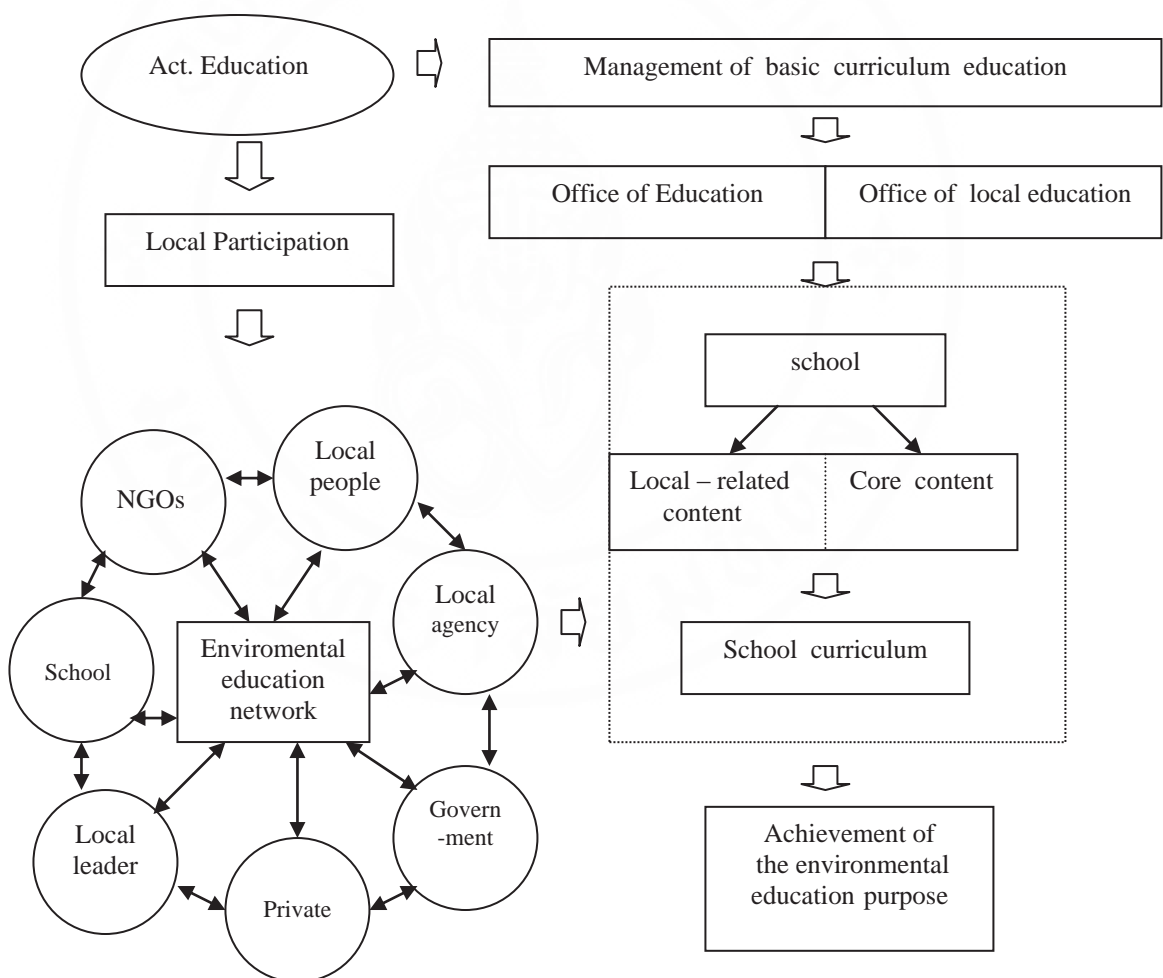 Act. Education
Management of basic curriculum education
Office of Education
Office of local education
Local Participation
school
Local – related
content
Core content
School curriculum
Achievement of
the environmental
education purpose
NGOs
Local
people
Local
agency
School
Enviromental
education
network
Local
leader
Private
Govern
-ment